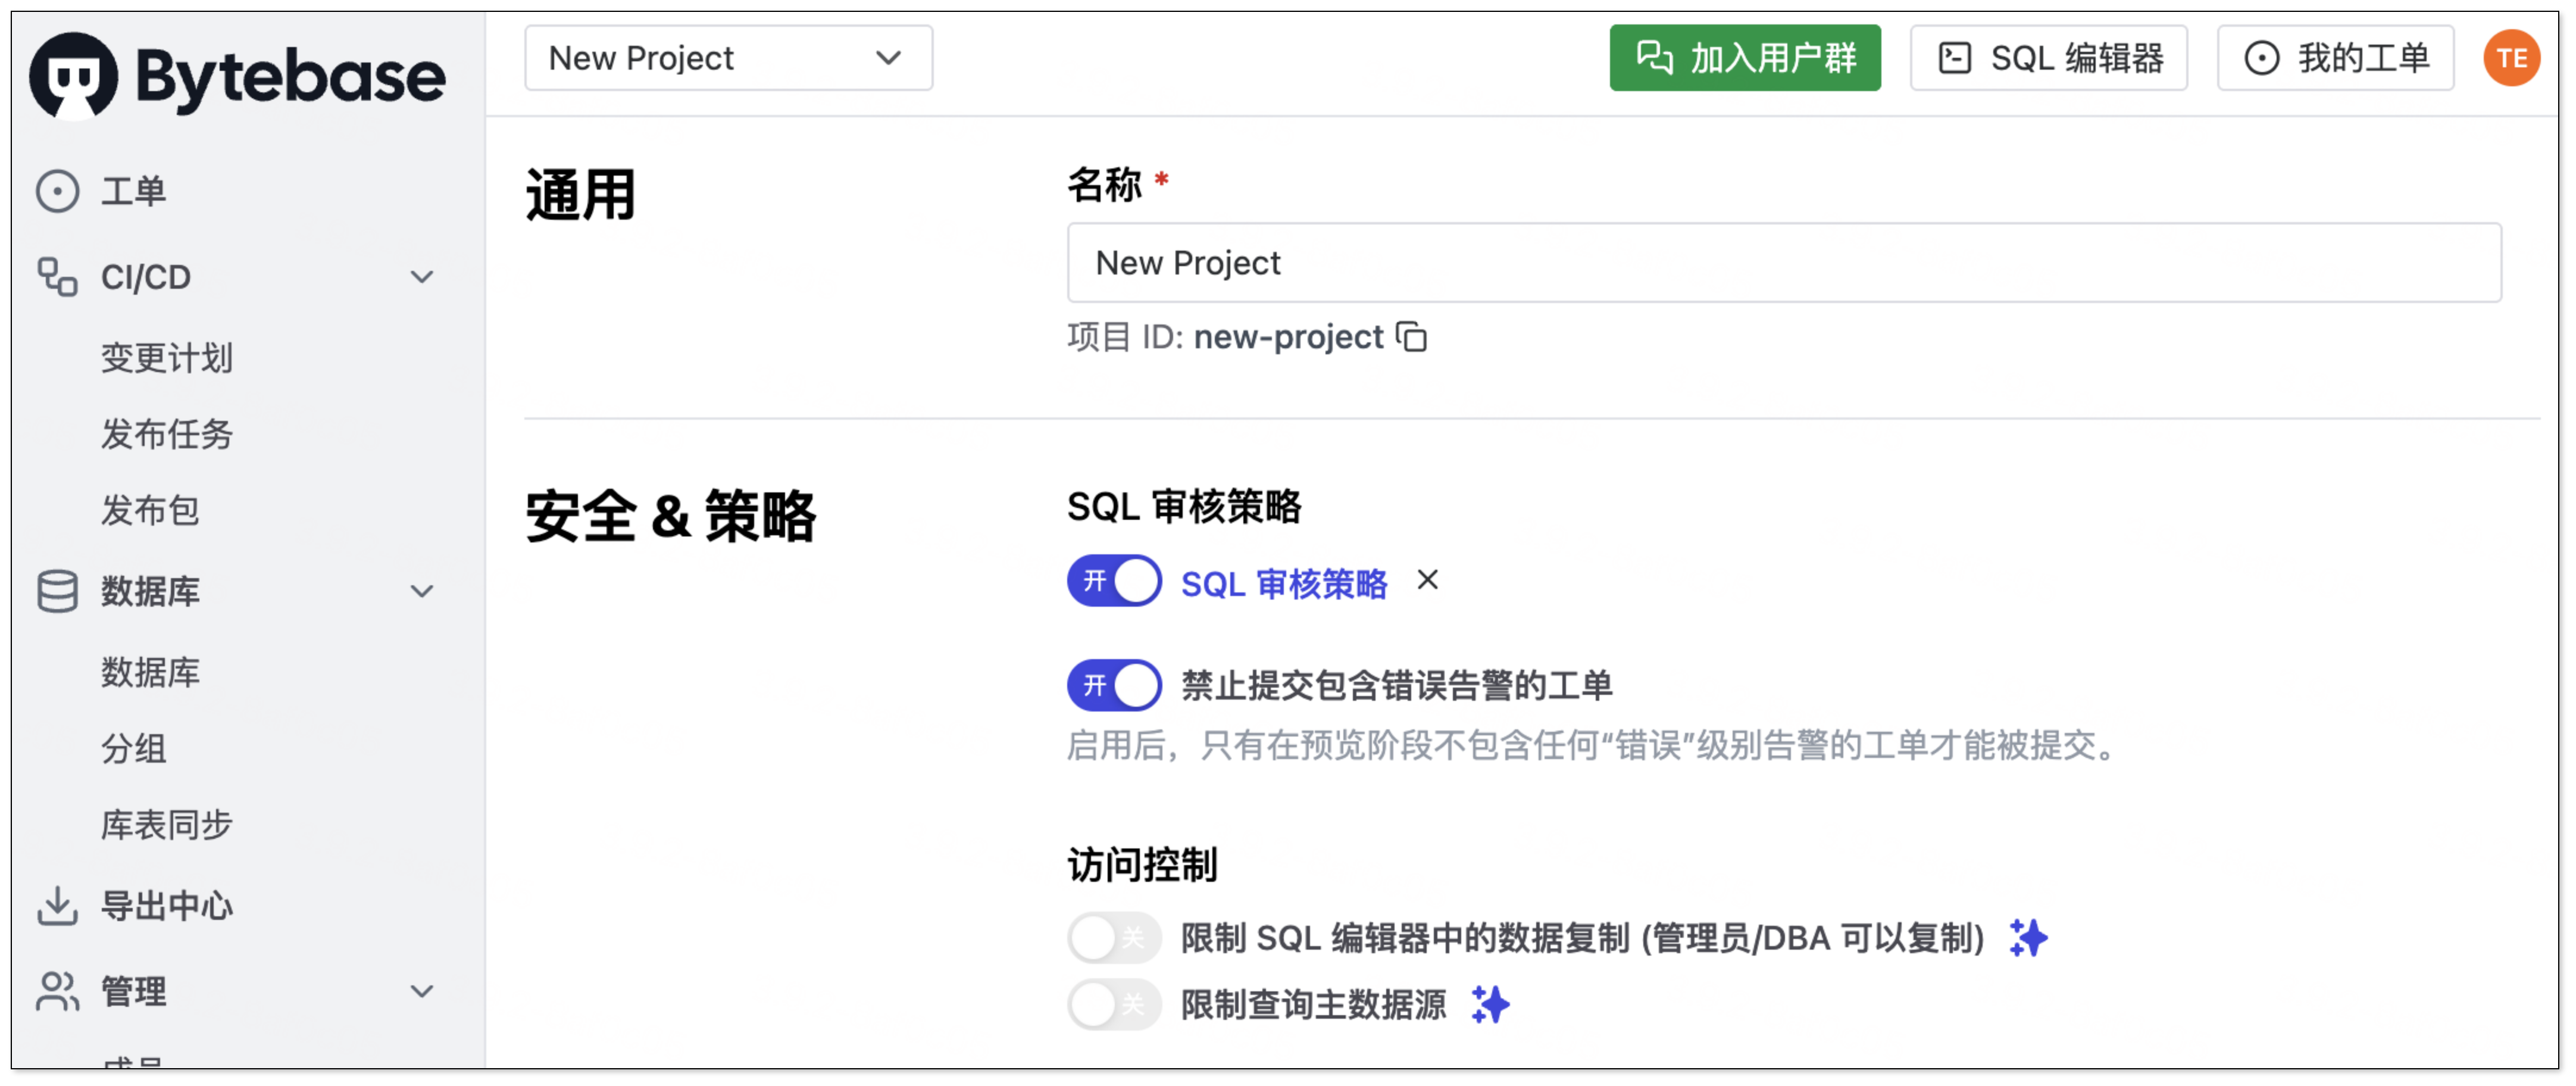 Bytebase
New Project
加入用户群
SQL 编辑器
我的工单
TE
工单
CI/CD
变更计划
发布任务
发布包
数据库
数据库
分组
库表同步
导出中心
管理
成员
通用
名称 *
New Project
项目 ID: new-project
安全 & 策略
SQL 审核策略
开 SQL 审核策略
开 禁止提交包含错误告警的工单
启用后，只有在预览阶段不包含任何“错误”级别告警的工单才能被提交。
访问控制
关 限制 SQL 编辑器中的数据复制 (管理员/DBA 可以复制)
关 限制查询主数据源